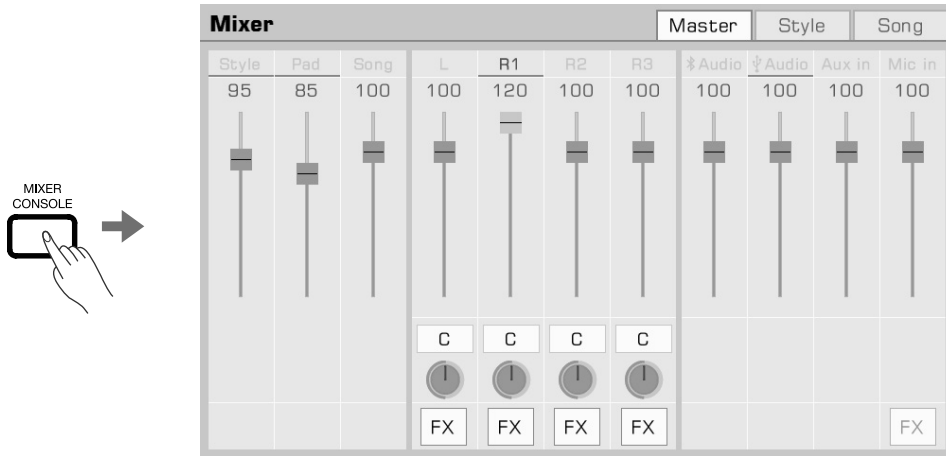 MIXER
CONSOLE
Mixer
Master Style Song
Style Pad Song L R1 R2 R3 Audio Audio Aux in Mic in
95 85 100 100 120 100 100 100 100 100 100
C C C C
FX FX FX FX FX